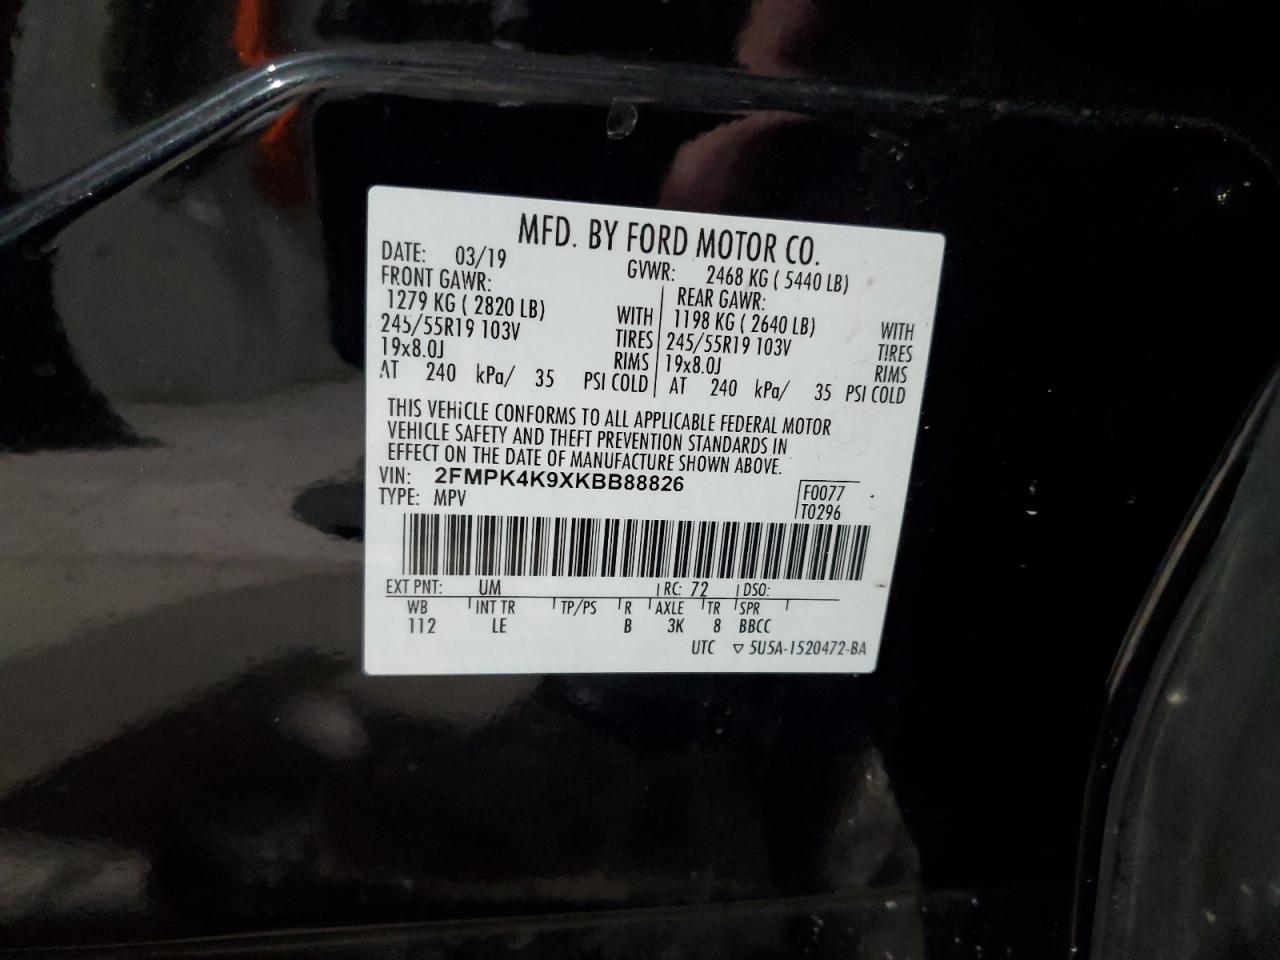 MFD. BY FORD MOTOR CO.
DATE: 03/19 GVWR: 2468 KG ( 5440 LB)
FRONT GAWR: REAR GAWR:
1279 KG ( 2820 LB) WITH 1198 KG ( 2640 LB) WITH
245/55R19 103V TIRES 245/55R19 103V TIRES
19x8.0J RIMS 19x8.0J RIMS
AT 240 kPa/ 35 PSI COLD AT 240 kPa/ 35 PSI COLD
THIS VEHICLE CONFORMS TO ALL APPLICABLE FEDERAL MOTOR
VEHICLE SAFETY AND THEFT PREVENTION STANDARDS IN
EFFECT ON THE DATE OF MANUFACTURE SHOWN ABOVE.
VIN: 2FMPK4K9XKBB88826 F0077
TYPE: MPV T0296
EXT PNT: UM RC: 72 DSO:
WB INT TR TP/PS R AXLE TR SPR
112 LE B 3K 8 BBCC
UTC ▽ 5U5A-1520472-BA